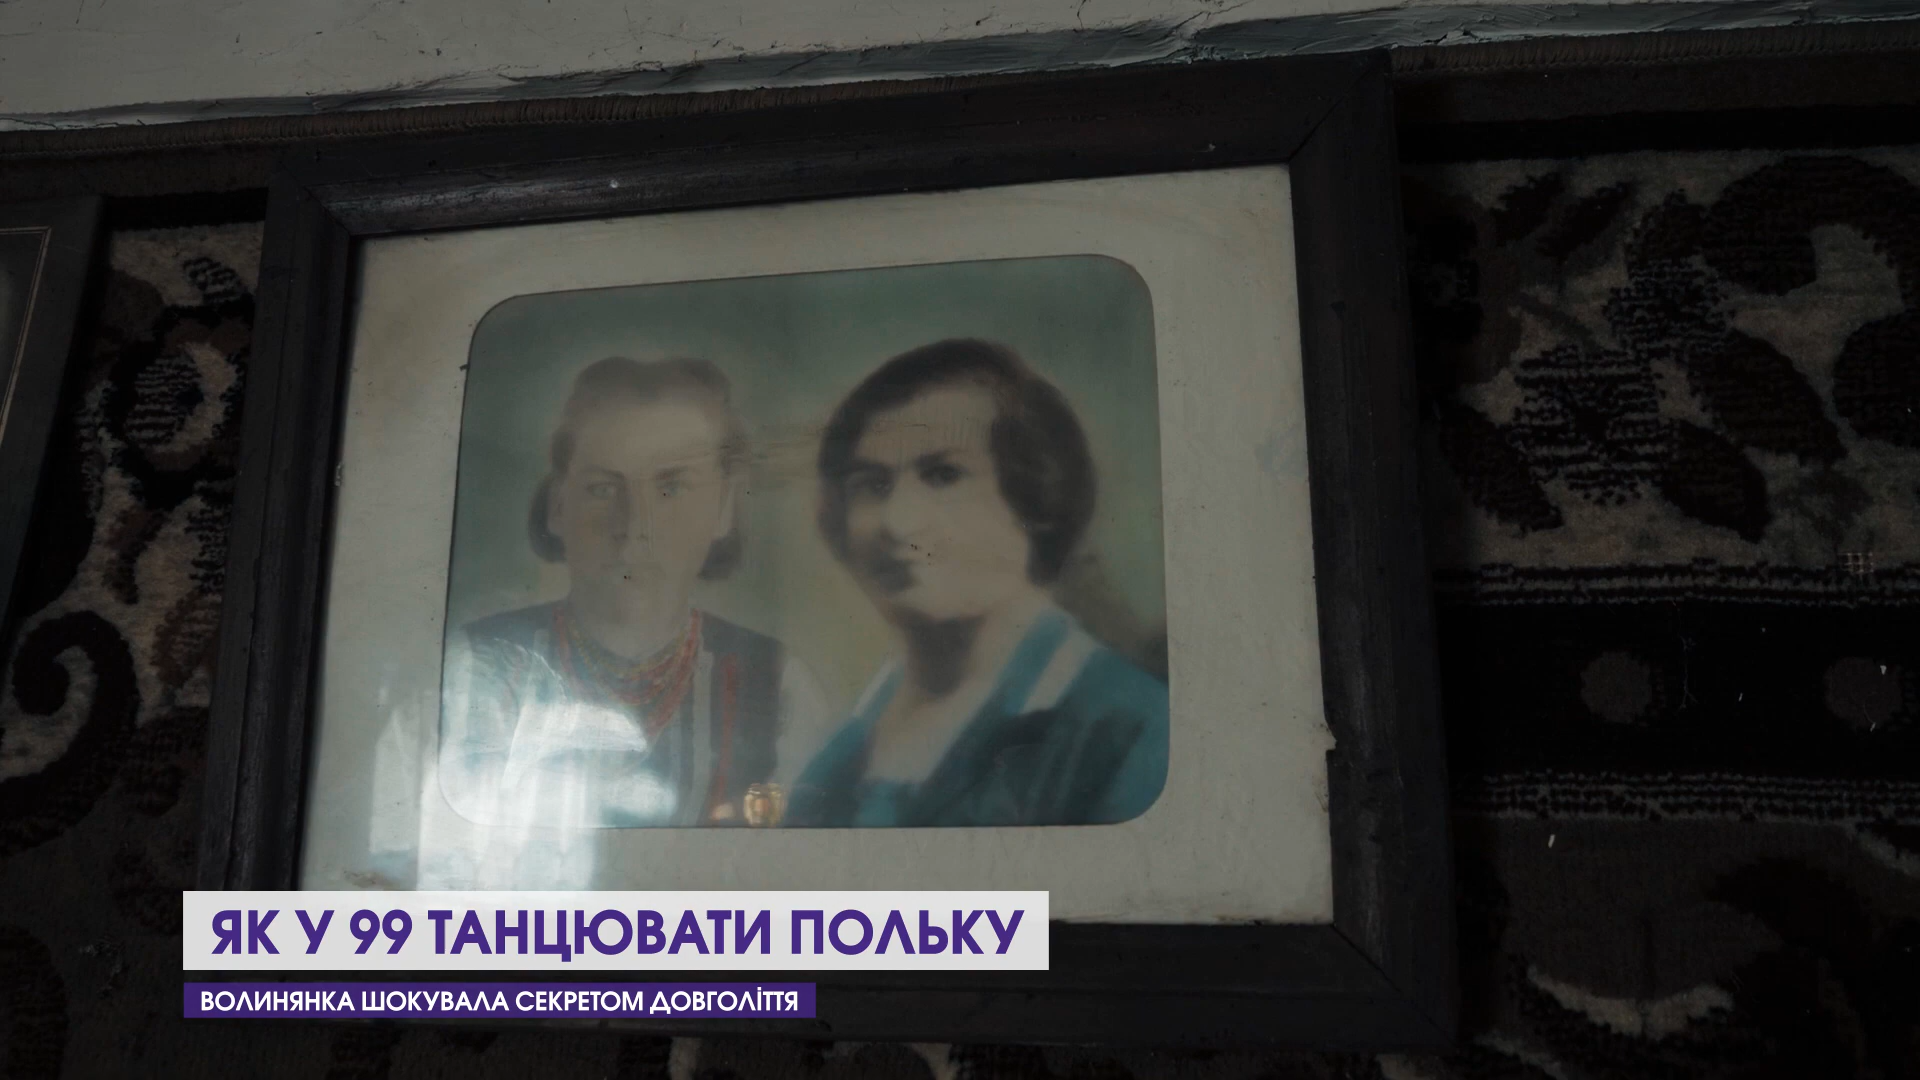 ЯК У 99 ТАНЦЮВАТИ ПОЛЬКУ
ВОЛИНЯНКА ШОКУВАЛА СЕКРЕТОМ ДОВГОЛІТТЯ